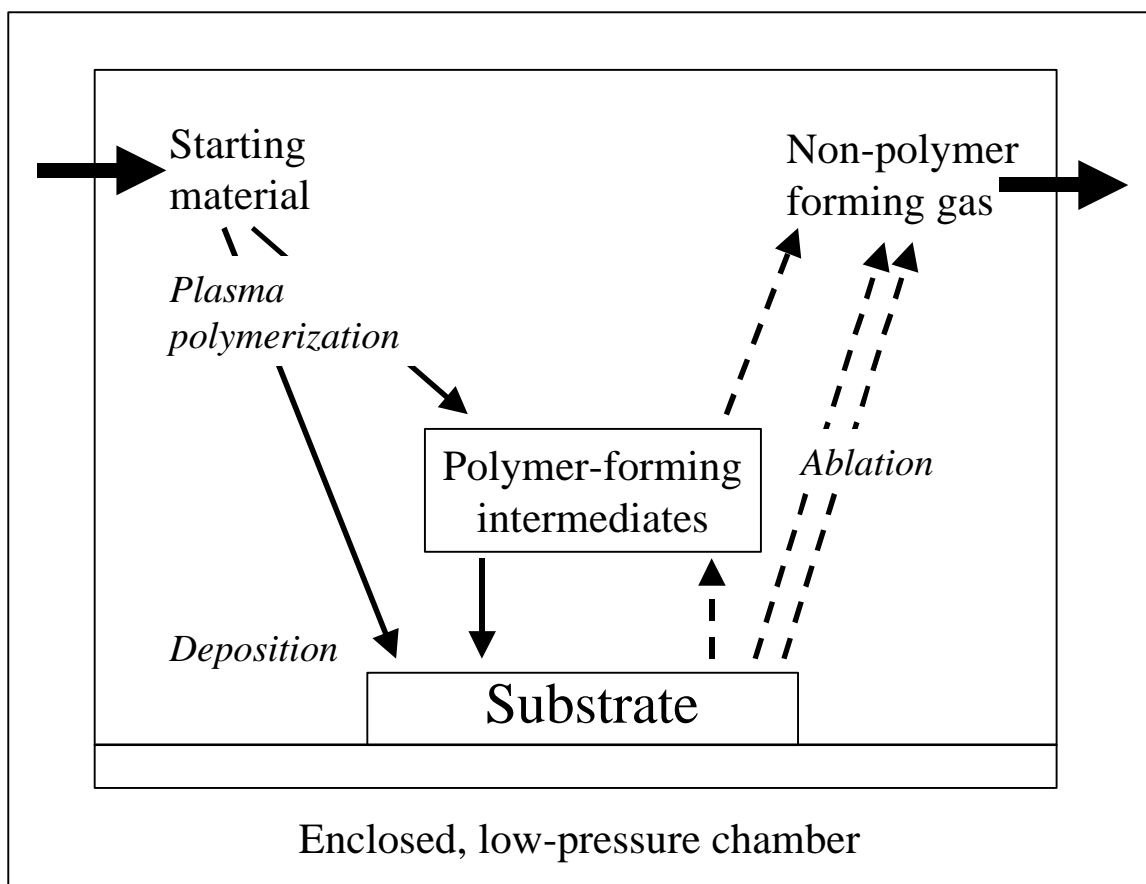 Starting
material
Non-polymer
forming gas
Plasma
polymerization
Polymer-forming
intermediates
Ablation
Deposition
Substrate
Enclosed, low-pressure chamber